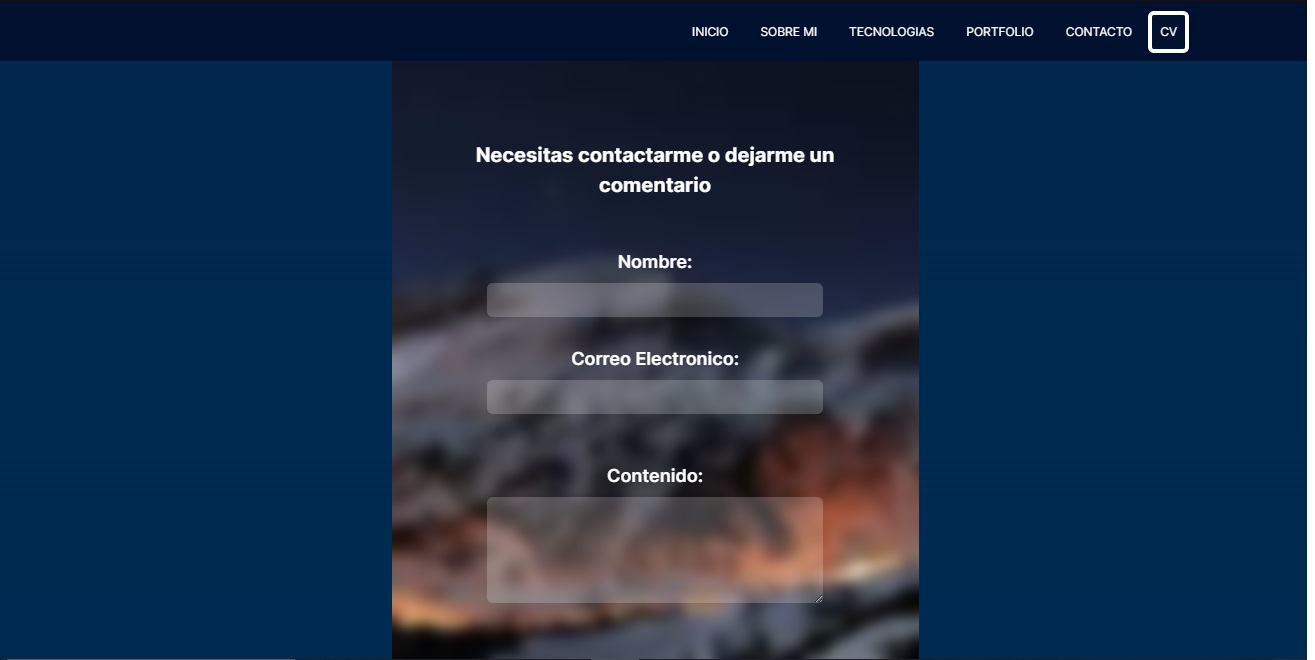 INICIO SOBRE MI TECNOLOGIAS PORTFOLIO CONTACTO CV
Necesitas contactarme o dejarme un
comentario
Nombre:
Correo Electronico:
Contenido: